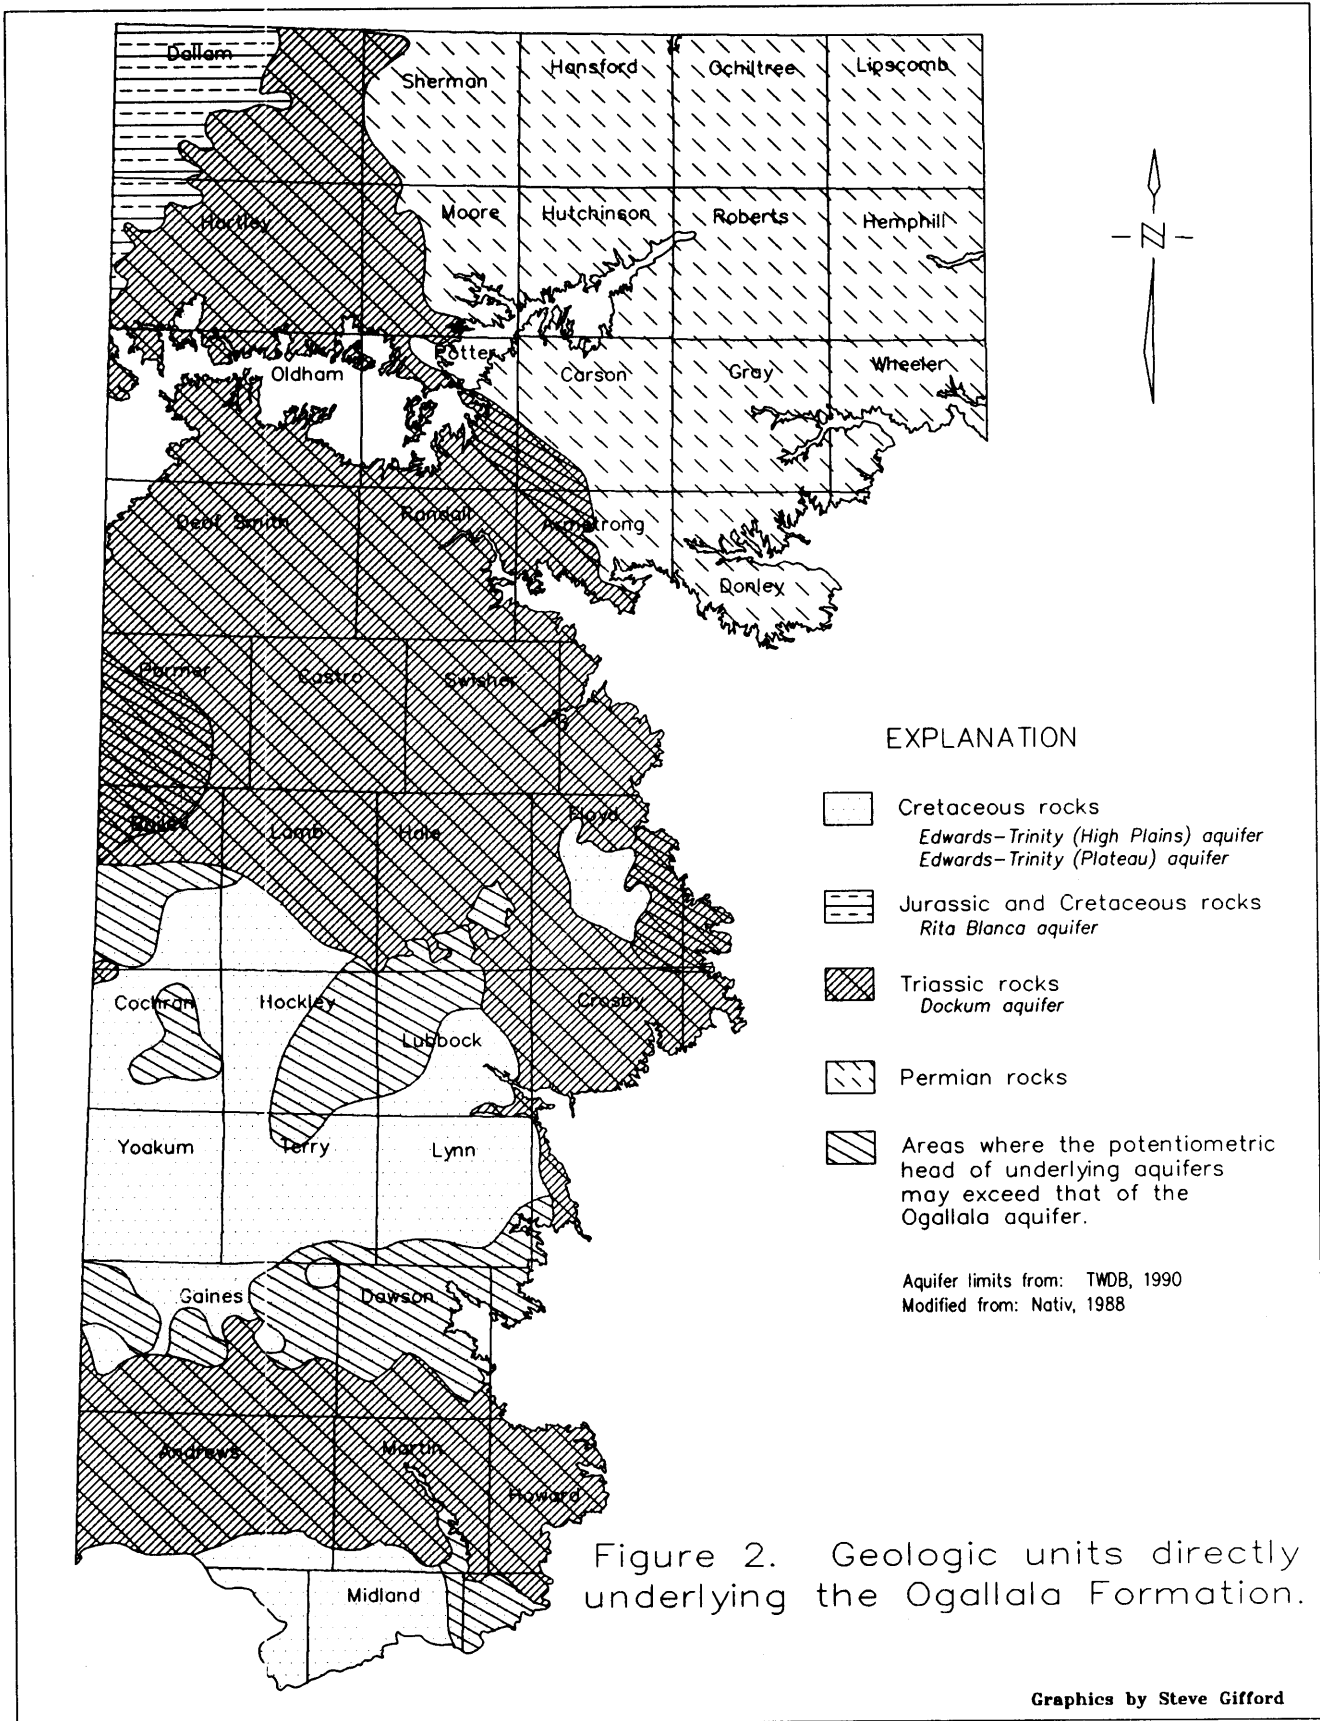 Dallam
Sherman
Hansford
Ochiltree
Lipscomb
Hartley
Moore
Hutchinson
Roberts
Hemphill
N
Oldham
Potter
Carson
Gray
Wheeler
Deaf Smith
Randall
Armstrong
Donley
Parmer
Castro
Swisher
Bailey
Lamb
Hale
Floyd
Cochran
Hockley
Lubbock
Crosby
Yoakum
Terry
Lynn
Gaines
Dawson
Andrews
Martin
Howard
Midland
EXPLANATION
Cretaceous rocks
Edwards-Trinity (High Plains) aquifer
Edwards-Trinity (Plateau) aquifer
Jurassic and Cretaceous rocks
Rita Blanca aquifer
Triassic rocks
Dockum aquifer
Permian rocks
Areas where the potentiometric
head of underlying aquifers
may exceed that of the
Ogallala aquifer.
Aquifer limits from: TWDB, 1990
Modified from: Nativ, 1988
Figure 2. Geologic units directly
underlying the Ogallala Formation.
Graphics by Steve Gifford